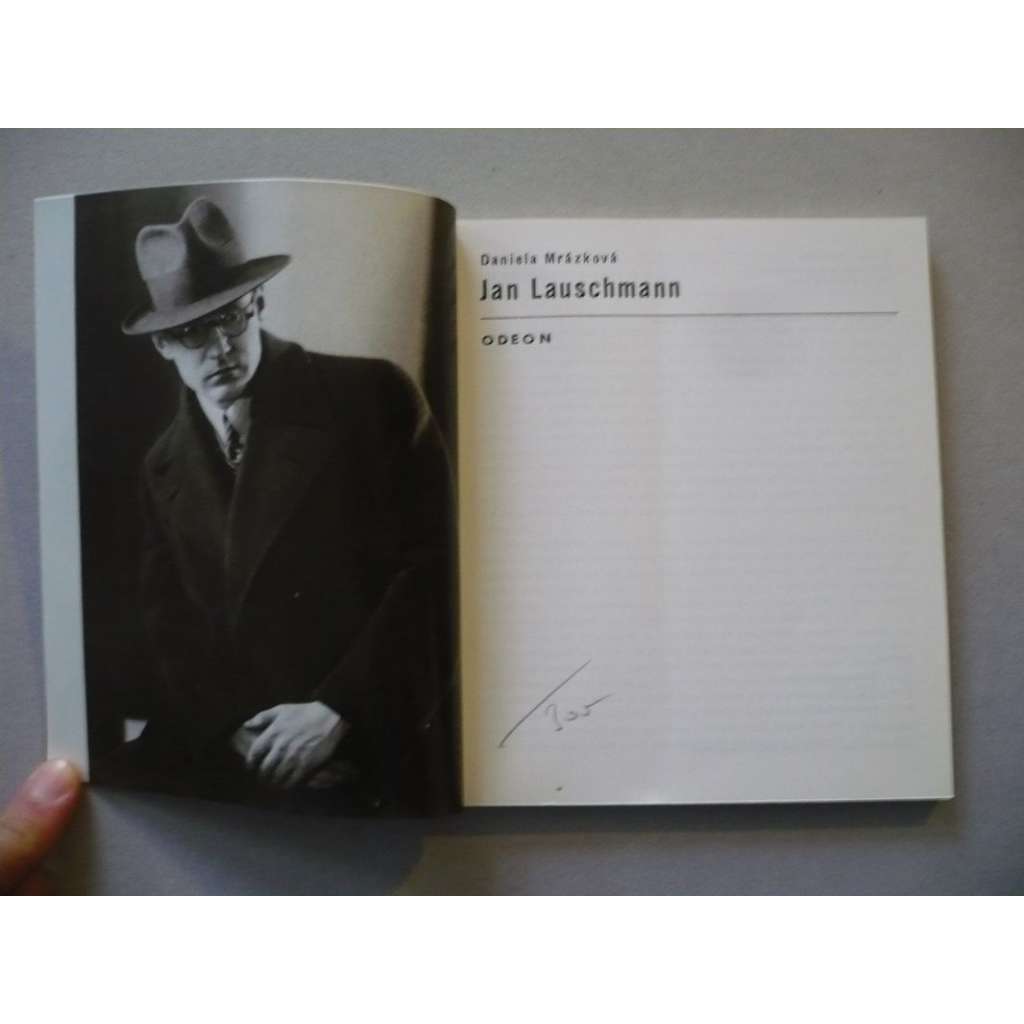 Daniela Mrázková
Jan Lauschmann
ODEON